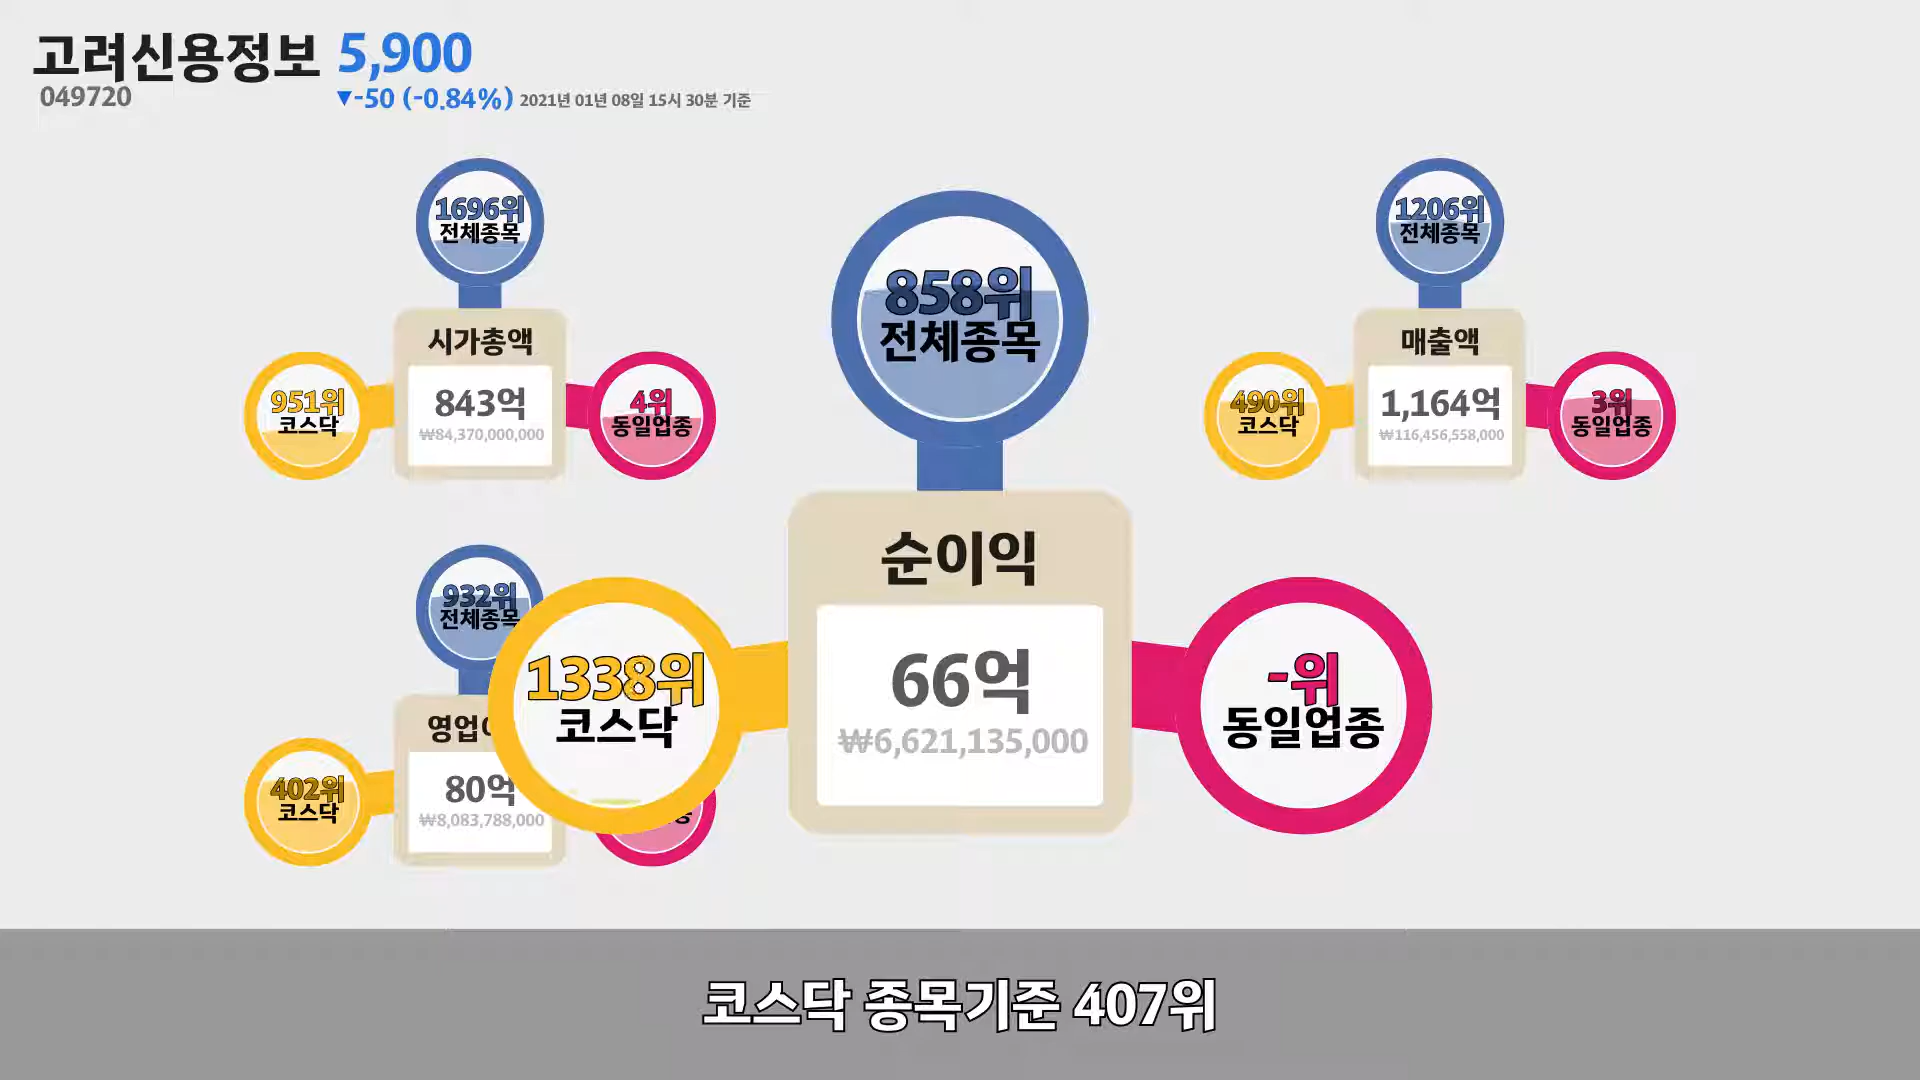 고려신용정보 5,900
049720
▼-50 (-0.84%) 2021년 01년 08일 15시 30분 기준
1696위
전체종목
시가총액
951위
코스닥
843억
₩84,370,000,000
4위
동일업종
858위
전체종목
순이익
1338위
코스닥
66억
₩6,621,135,000
-위
동일업종
1206위
전체종목
매출액
490위
코스닥
1,164억
₩116,456,558,000
3위
동일업종
932위
전체종목
402위
코스닥
80억
₩8,083,788,000
코스닥 종목기준 407위